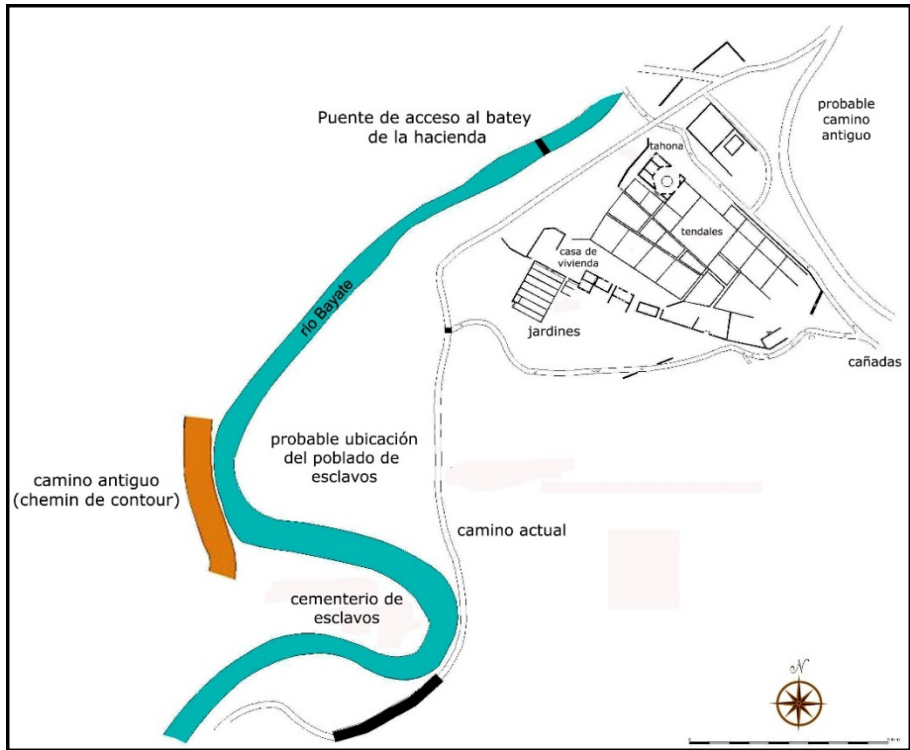 Puente de acceso al batey
de la hacienda
probable
camino
antiguo
tahona
tendales
casa de
vivienda
jardines
cañadas
río Bayate
probable ubicación
del poblado de
esclavos
camino antiguo
(chemin de contour)
camino actual
cementerio de
esclavos
N